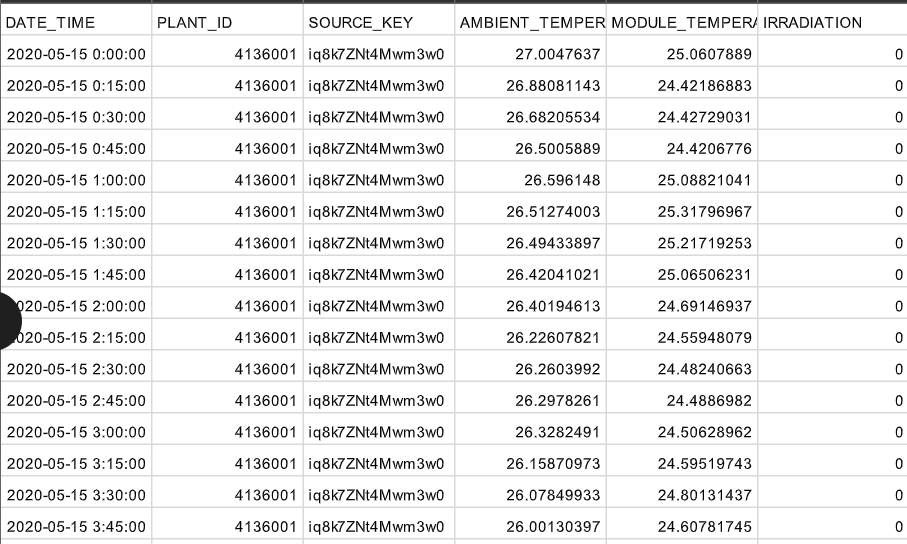 DATE_TIME PLANT_ID SOURCE_KEY AMBIENT_TEMPER MODULE_TEMPERA IRRADIATION
2020-05-15 0:00:00 4136001 iq8k7ZNt4Mwm3w0 27.0047637 25.0607889 0
2020-05-15 0:15:00 4136001 iq8k7ZNt4Mwm3w0 26.88081143 24.42186883 0
2020-05-15 0:30:00 4136001 iq8k7ZNt4Mwm3w0 26.68205534 24.42729031 0
2020-05-15 0:45:00 4136001 iq8k7ZNt4Mwm3w0 26.5005889 24.4206776 0
2020-05-15 1:00:00 4136001 iq8k7ZNt4Mwm3w0 26.596148 25.08821041 0
2020-05-15 1:15:00 4136001 iq8k7ZNt4Mwm3w0 26.51274003 25.31796967 0
2020-05-15 1:30:00 4136001 iq8k7ZNt4Mwm3w0 26.49433897 25.21719253 0
2020-05-15 1:45:00 4136001 iq8k7ZNt4Mwm3w0 26.42041021 25.06506231 0
020-05-15 2:00:00 4136001 iq8k7ZNt4Mwm3w0 26.40194613 24.69146937 0
020-05-15 2:15:00 4136001 iq8k7ZNt4Mwm3w0 26.22607821 24.55948079 0
2020-05-15 2:30:00 4136001 iq8k7ZNt4Mwm3w0 26.2603992 24.48240663 0
2020-05-15 2:45:00 4136001 iq8k7ZNt4Mwm3w0 26.2978261 24.4886982 0
2020-05-15 3:00:00 4136001 iq8k7ZNt4Mwm3w0 26.3282491 24.50628962 0
2020-05-15 3:15:00 4136001 iq8k7ZNt4Mwm3w0 26.15870973 24.59519743 0
2020-05-15 3:30:00 4136001 iq8k7ZNt4Mwm3w0 26.07849933 24.80131437 0
2020-05-15 3:45:00 4136001 iq8k7ZNt4Mwm3w0 26.00130397 24.60781745 0